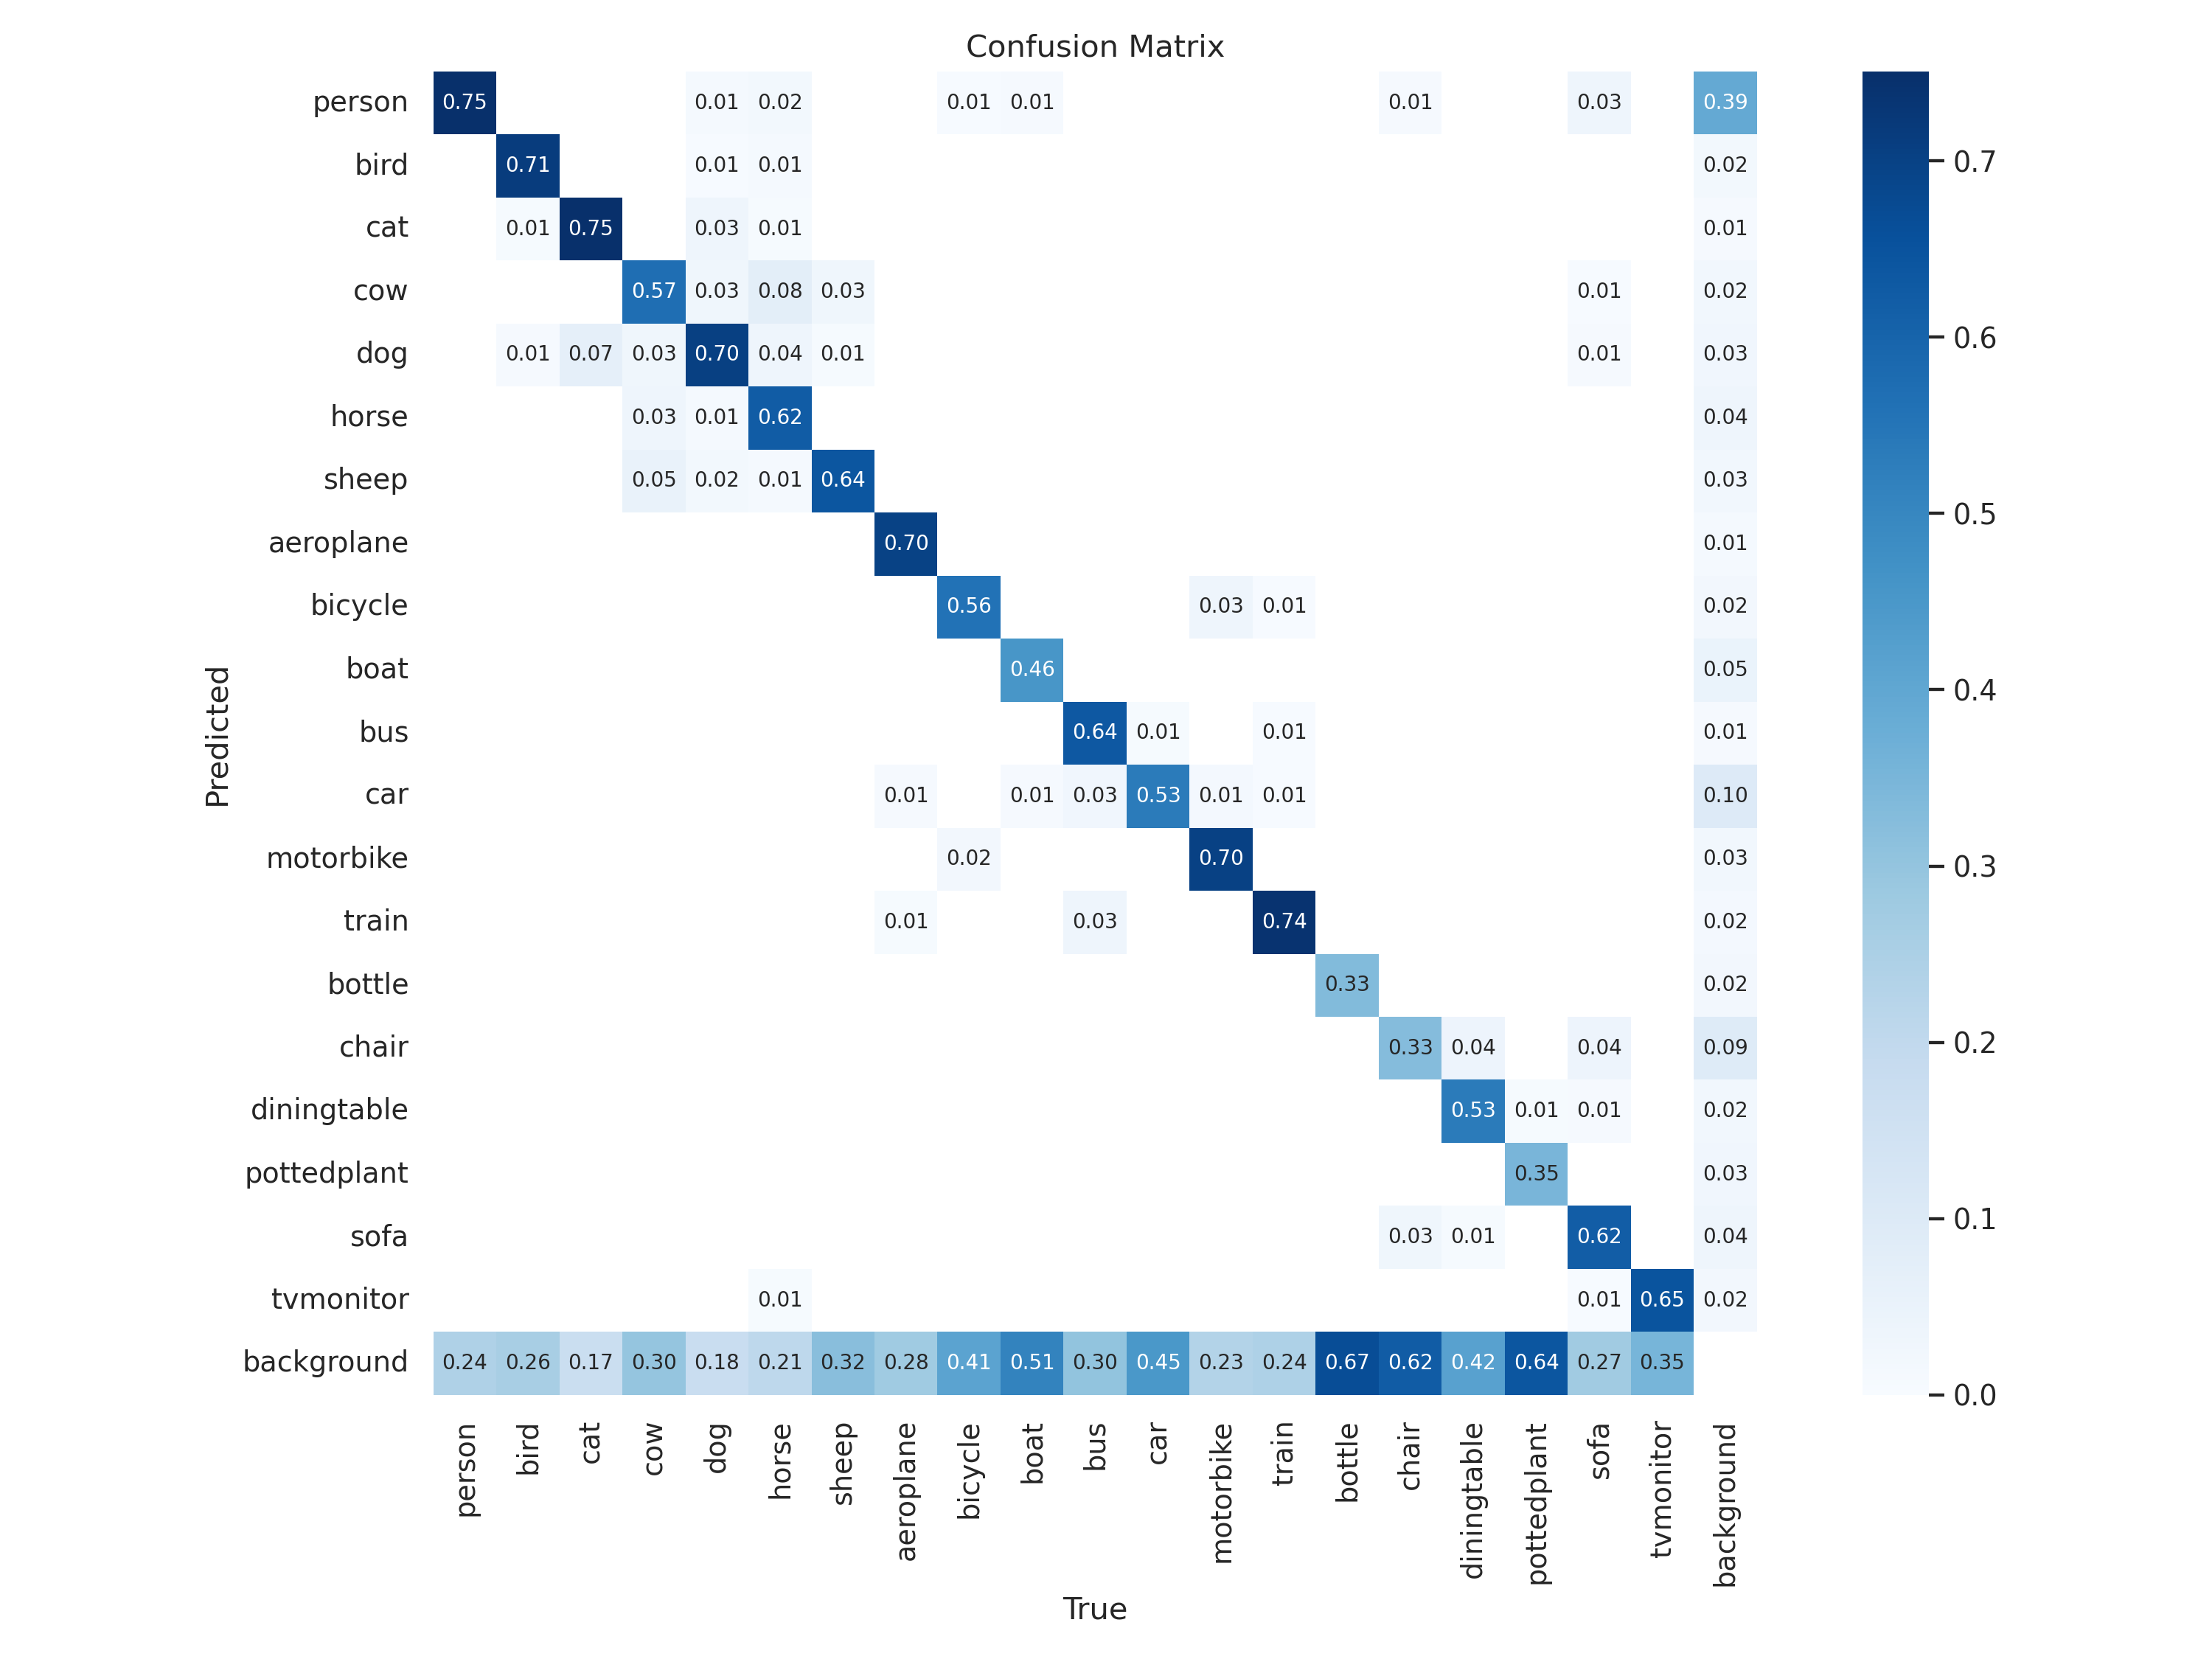 Confusion Matrix
person 0.75 0.01 0.02 0.01 0.01 0.01 0.03 0.39
bird 0.71 0.01 0.01 0.02 0.7
cat 0.01 0.75 0.03 0.01 0.01
cow 0.57 0.03 0.08 0.03 0.01 0.02
dog 0.01 0.07 0.03 0.70 0.04 0.01 0.01 0.03 0.6
horse 0.03 0.01 0.62 0.04
sheep 0.05 0.02 0.01 0.64 0.03
aeroplane 0.70 0.01 0.5
bicycle 0.56 0.03 0.01 0.02
boat 0.46 0.05 0.4
Predicted
bus 0.64 0.01 0.01 0.01
car 0.01 0.01 0.03 0.53 0.01 0.01 0.10
motorbike 0.02 0.70 0.03 0.3
train 0.01 0.03 0.74 0.02
bottle 0.33 0.02
chair 0.33 0.04 0.04 0.09 0.2
diningtable 0.53 0.01 0.01 0.02
pottedplant 0.35 0.03
sofa 0.03 0.01 0.62 0.04 0.1
tvmonitor 0.01 0.01 0.65 0.02
background 0.24 0.26 0.17 0.30 0.18 0.21 0.32 0.28 0.41 0.51 0.30 0.45 0.23 0.24 0.67 0.62 0.42 0.64 0.27 0.35 0.0
person bird cat cow dog horse sheep aeroplane bicycle boat bus car motorbike train bottle chair diningtable pottedplant sofa tvmonitor background
True